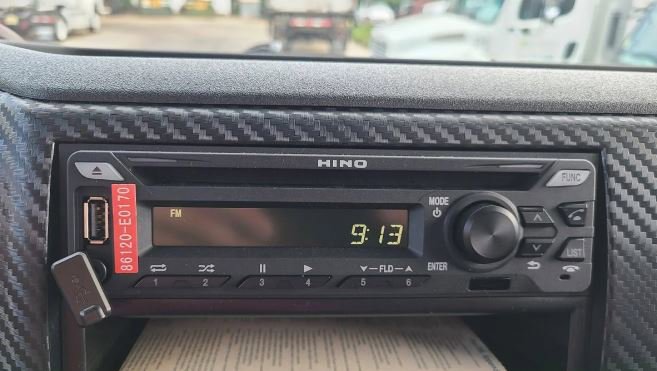 HINO
FUNC
86120-E0170
FM
9:13
MODE
LIST
ENTER
1 2 3 4 5 FLD 6